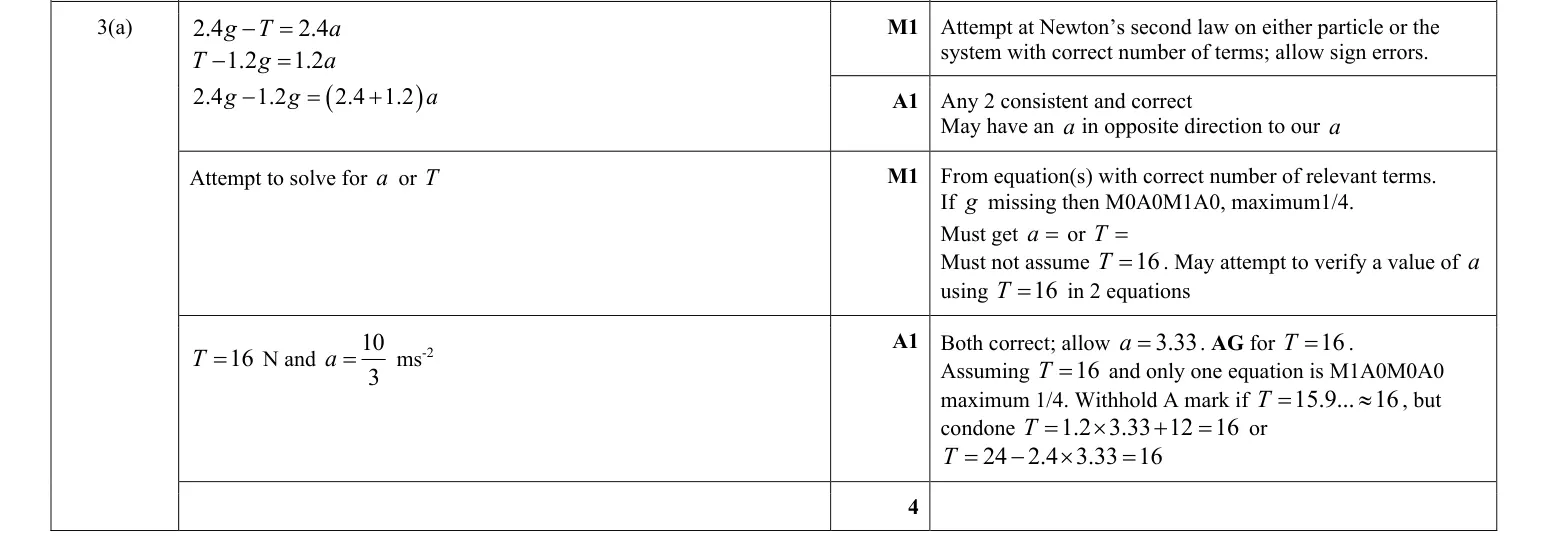 3(a)
2.4g − T = 2.4a
T − 1.2g = 1.2a
2.4g − 1.2g = (2.4 + 1.2) a
M1
Attempt at Newton’s second law on either particle or the
system with correct number of terms; allow sign errors.
A1
Any 2 consistent and correct
May have an a in opposite direction to our a
Attempt to solve for a or T
M1
From equation(s) with correct number of relevant terms.
If g missing then M0A0M1A0, maximum1/4.
Must get a = or T =
Must not assume T = 16 . May attempt to verify a value of a
using T = 16 in 2 equations
T = 16 N and a = 10/3 ms⁻²
A1
Both correct; allow a = 3.33 . AG for T = 16 .
Assuming T = 16 and only one equation is M1A0M0A0
maximum 1/4. Withhold A mark if T = 15.9... ≈ 16 , but
condone T = 1.2 × 3.33 + 12 = 16 or
T = 24 − 2.4 × 3.33 = 16
4